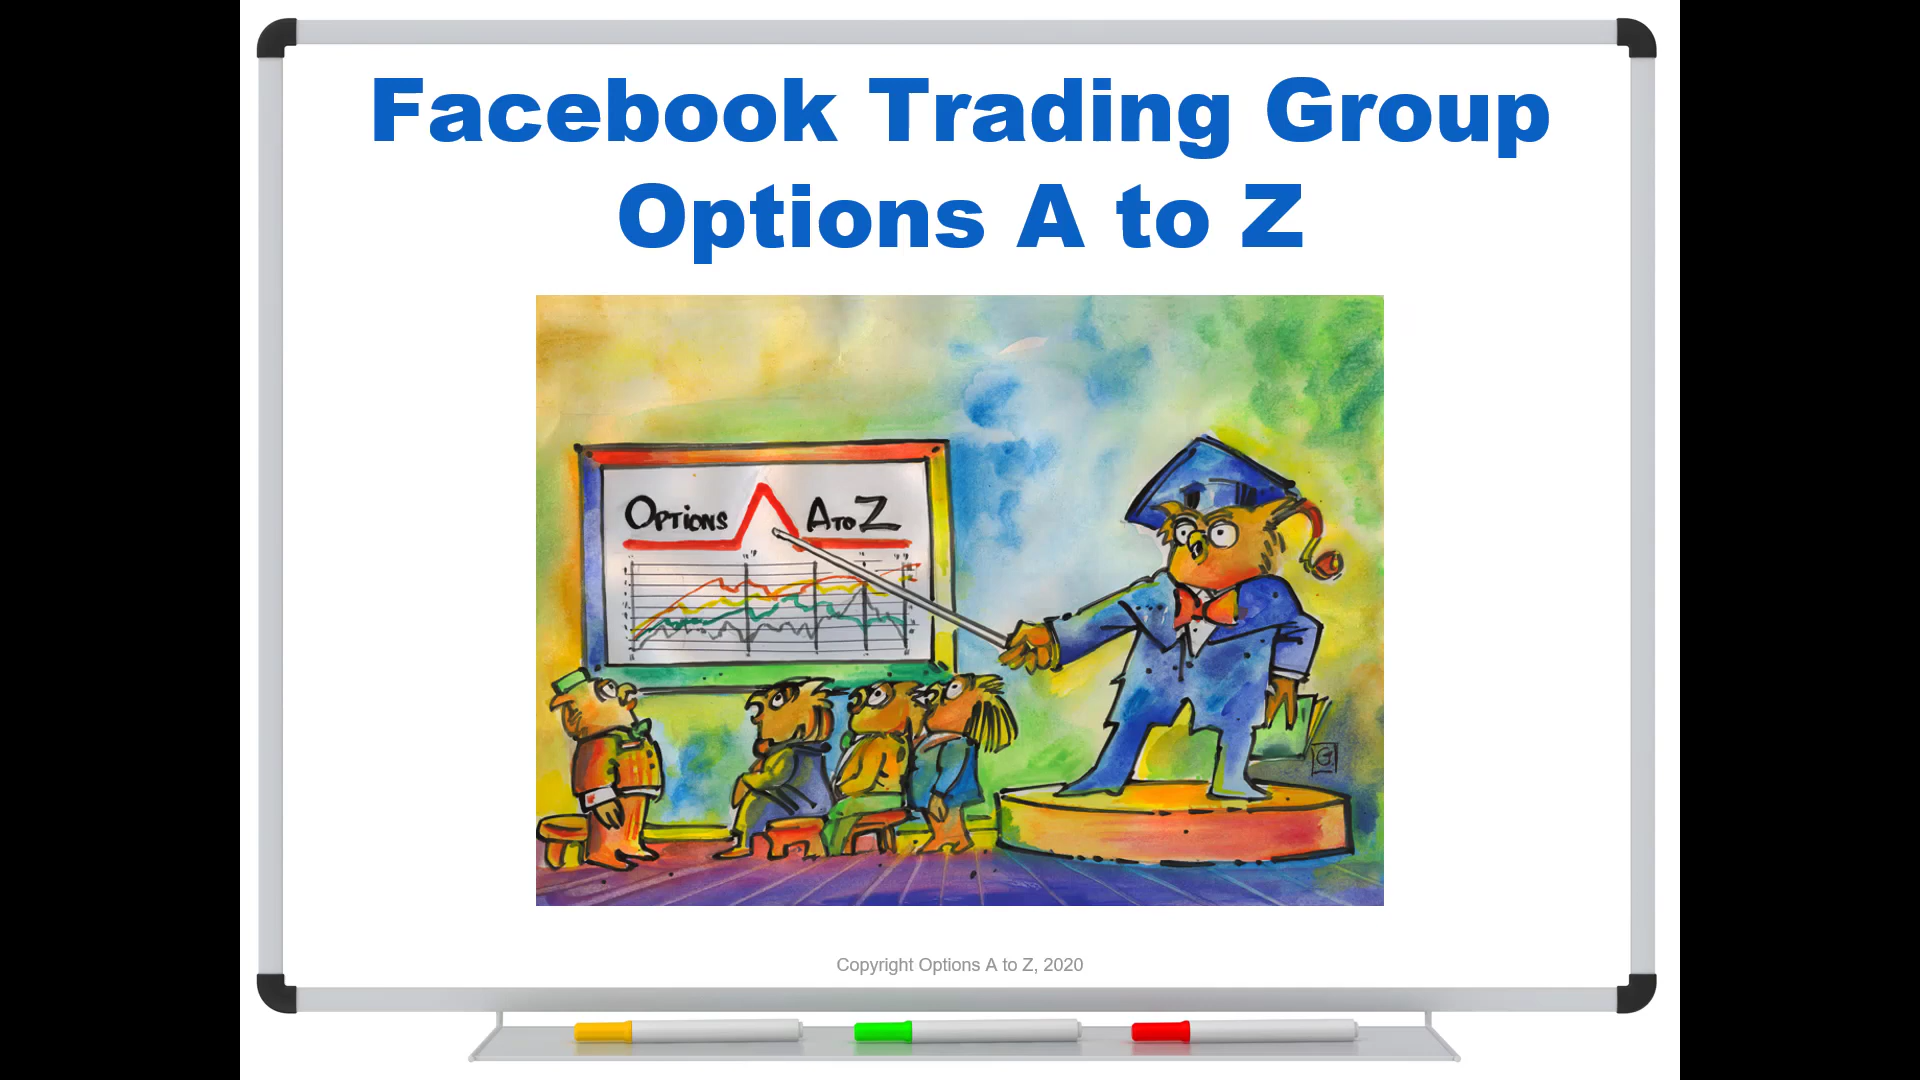 Facebook Trading Group
Options A to Z
OPTIONS A TO Z
G
Copyright Options A to Z, 2020